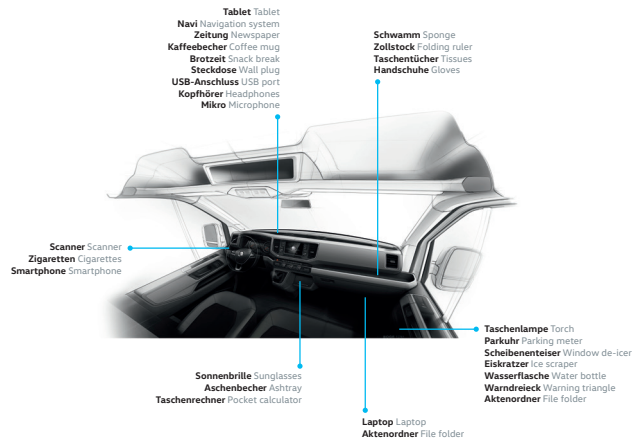 Tablet Tablet
Navi Navigation system
Zeitung Newspaper
Kaffeebecher Coffee mug
Brotzeit Snack break
Steckdose Wall plug
USB-Anschluss USB port
Kopfhörer Headphones
Mikro Microphone
Schwamm Sponge
Zollstock Folding ruler
Taschentücher Tissues
Handschuhe Gloves
Scanner Scanner
Zigaretten Cigarettes
Smartphone Smartphone
Taschenlampe Torch
Parkuhr Parking meter
Scheibenenteiser Window de-icer
Eiskratzer Ice scraper
Wasserflasche Water bottle
Warndreieck Warning triangle
Aktenordner File folder
Sonnenbrille Sunglasses
Aschenbecher Ashtray
Taschenrechner Pocket calculator
Laptop Laptop
Aktenordner File folder